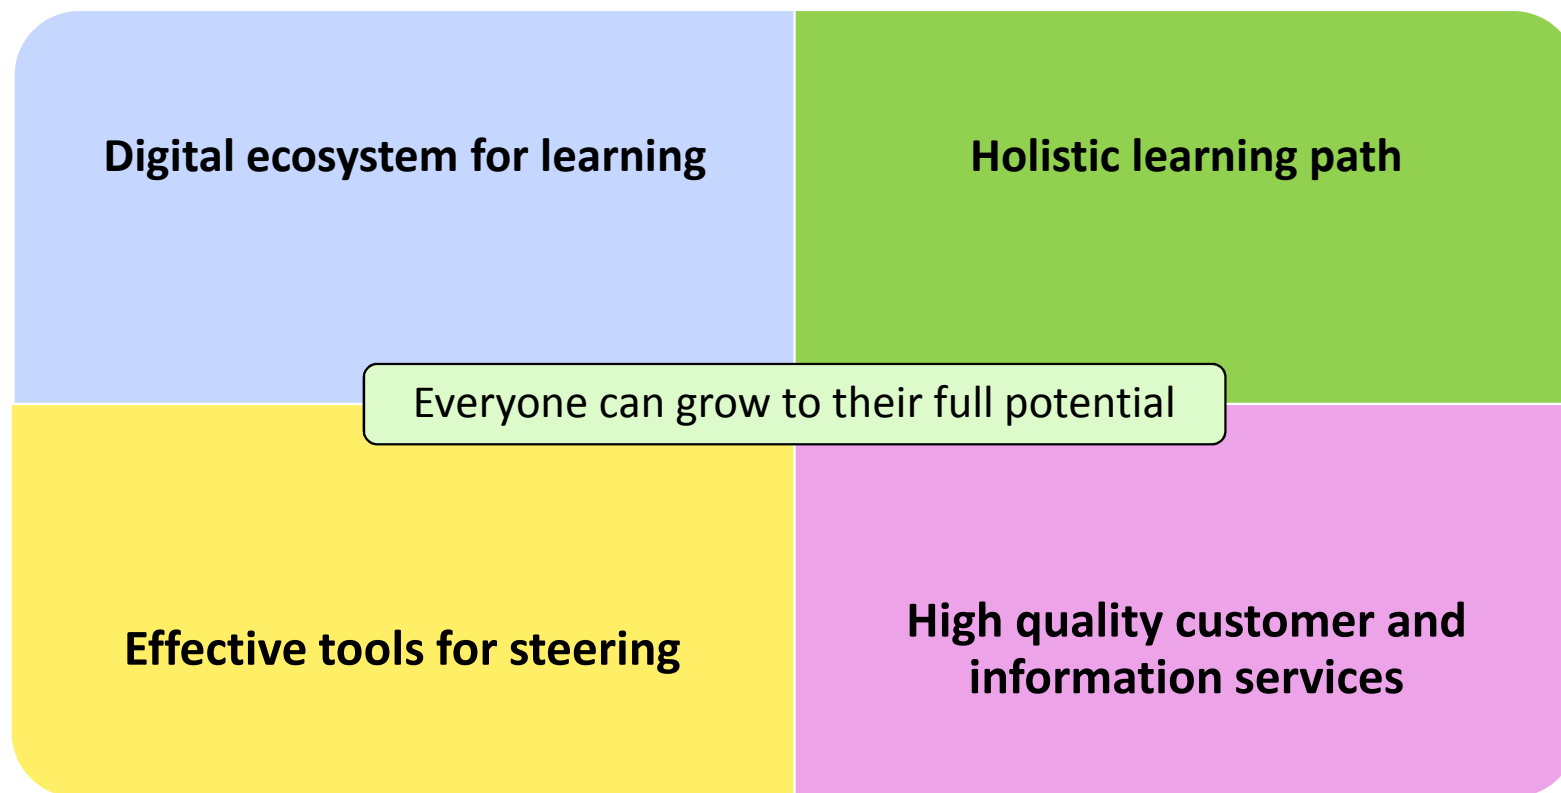 Digital ecosystem for learning
Holistic learning path
Everyone can grow to their full potential
Effective tools for steering
High quality customer and
information services